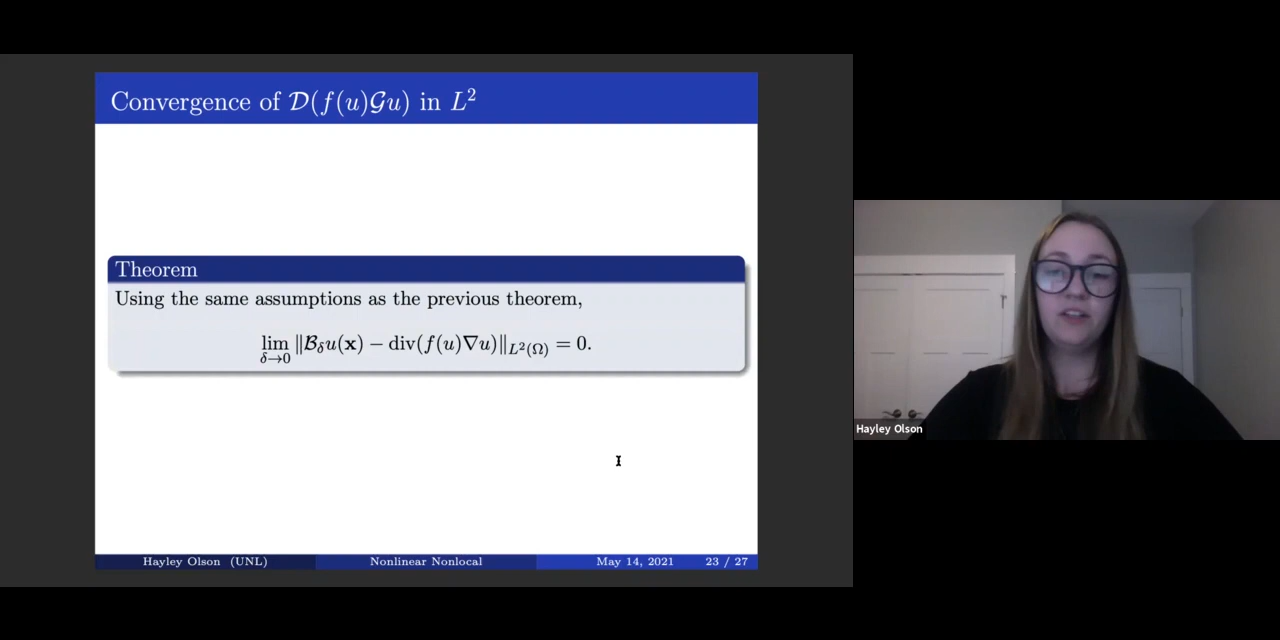 Convergence of 𝒟(f(u)𝒢u) in L²
Theorem
Using the same assumptions as the previous theorem,
lim_{δ→0} ‖ℬ_δ u(𝐱) − div(f(u)∇u)‖_{L²(Ω)} = 0.
Hayley Olson (UNL) Nonlinear Nonlocal May 14, 2021 23 / 27
Hayley Olson